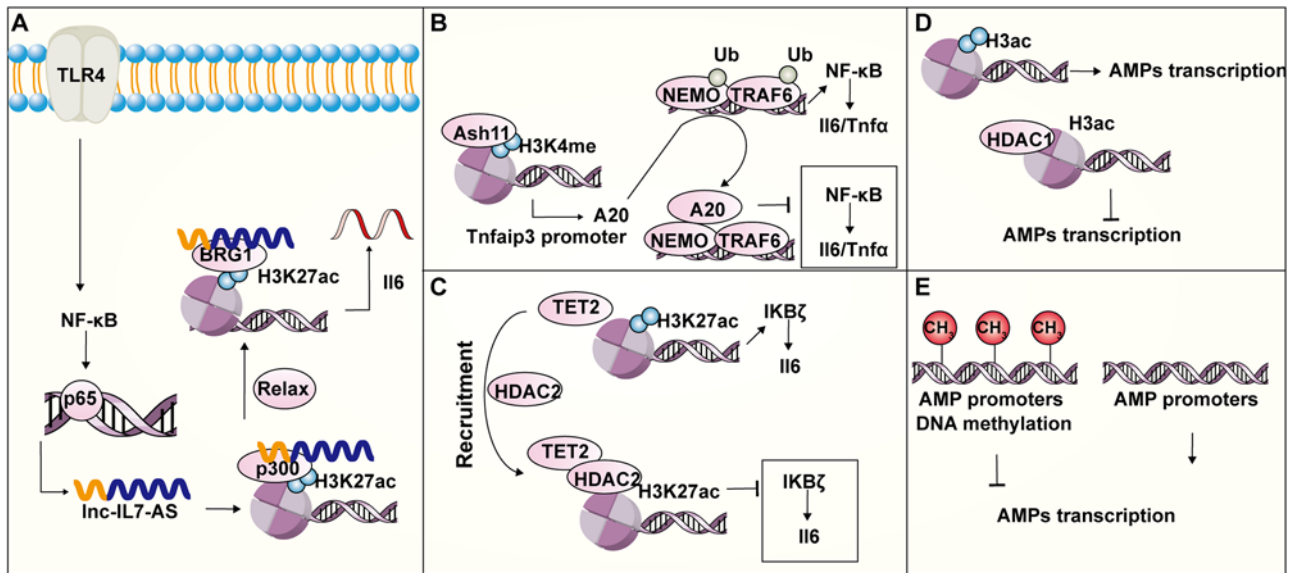 A
TLR4
NF-κB
p65
lnc-IL7-AS
p300
H3K27ac
Relax
BRG1
H3K27ac
Il6
B
Ash11
H3K4me
Tnfaip3 promoter
A20
Ub
Ub
NEMO
TRAF6
NF-κB
Il6/Tnfα
A20
NEMO
TRAF6
NF-κB
Il6/Tnfα
C
Recruitment
TET2
HDAC2
H3K27ac
IKBζ
Il6
TET2
HDAC2
H3K27ac
IKBζ
Il6
D
H3ac
AMPs transcription
HDAC1
H3ac
AMPs transcription
E
CH3
CH3
CH3
AMP promoters
DNA methylation
AMP promoters
AMPs transcription